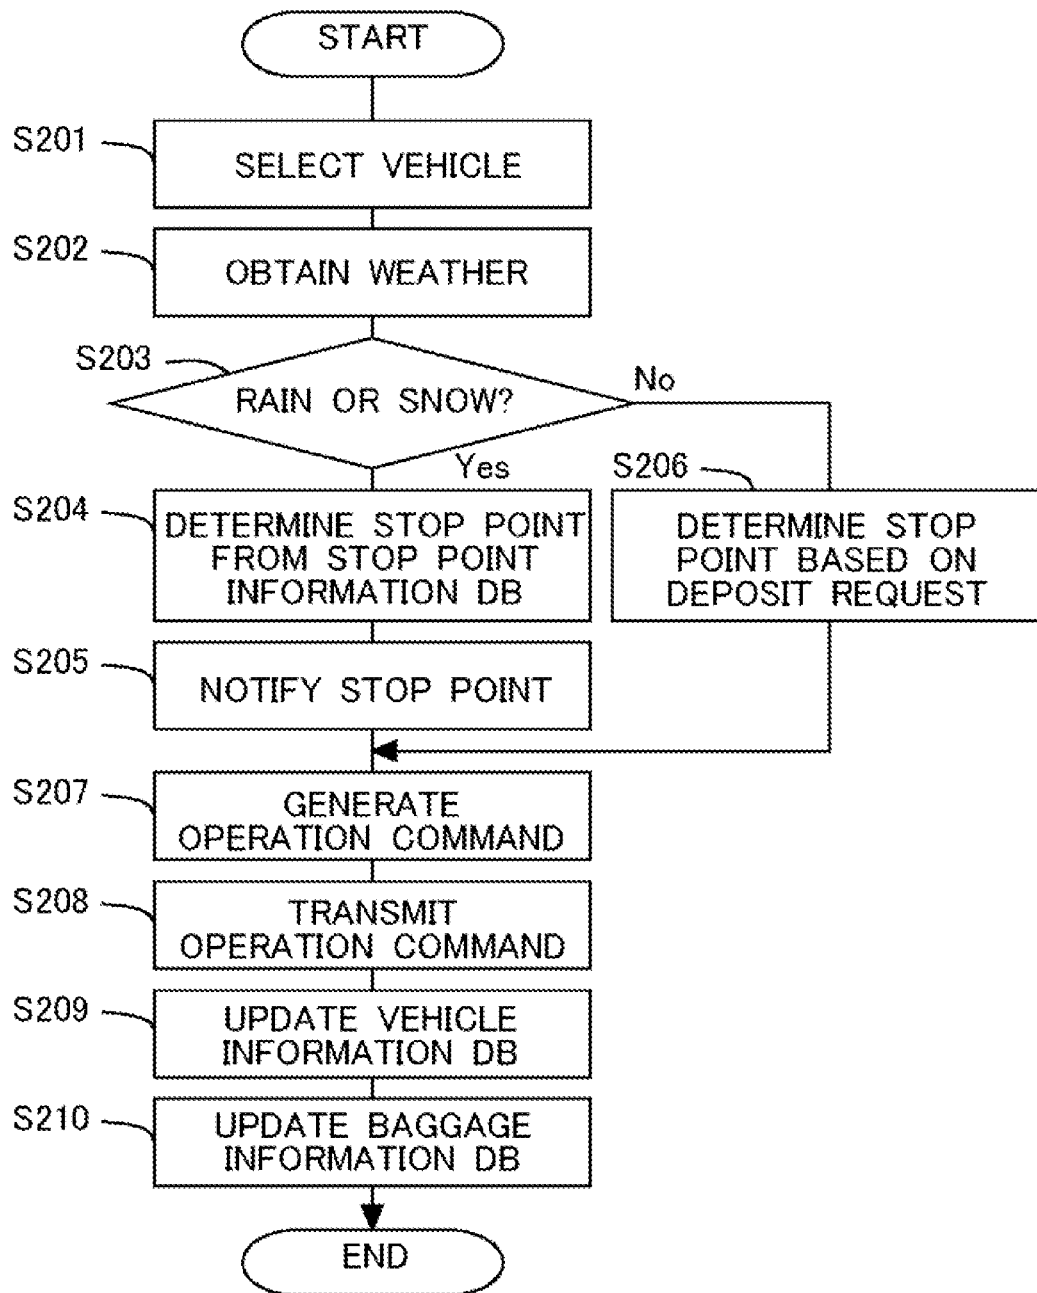 START
S201
SELECT VEHICLE
S202
OBTAIN WEATHER
S203
RAIN OR SNOW?
No
Yes
S204
DETERMINE STOP POINT
FROM STOP POINT
INFORMATION DB
S206
DETERMINE STOP
POINT BASED ON
DEPOSIT REQUEST
S205
NOTIFY STOP POINT
S207
GENERATE
OPERATION COMMAND
S208
TRANSMIT
OPERATION COMMAND
S209
UPDATE VEHICLE
INFORMATION DB
S210
UPDATE BAGGAGE
INFORMATION DB
END